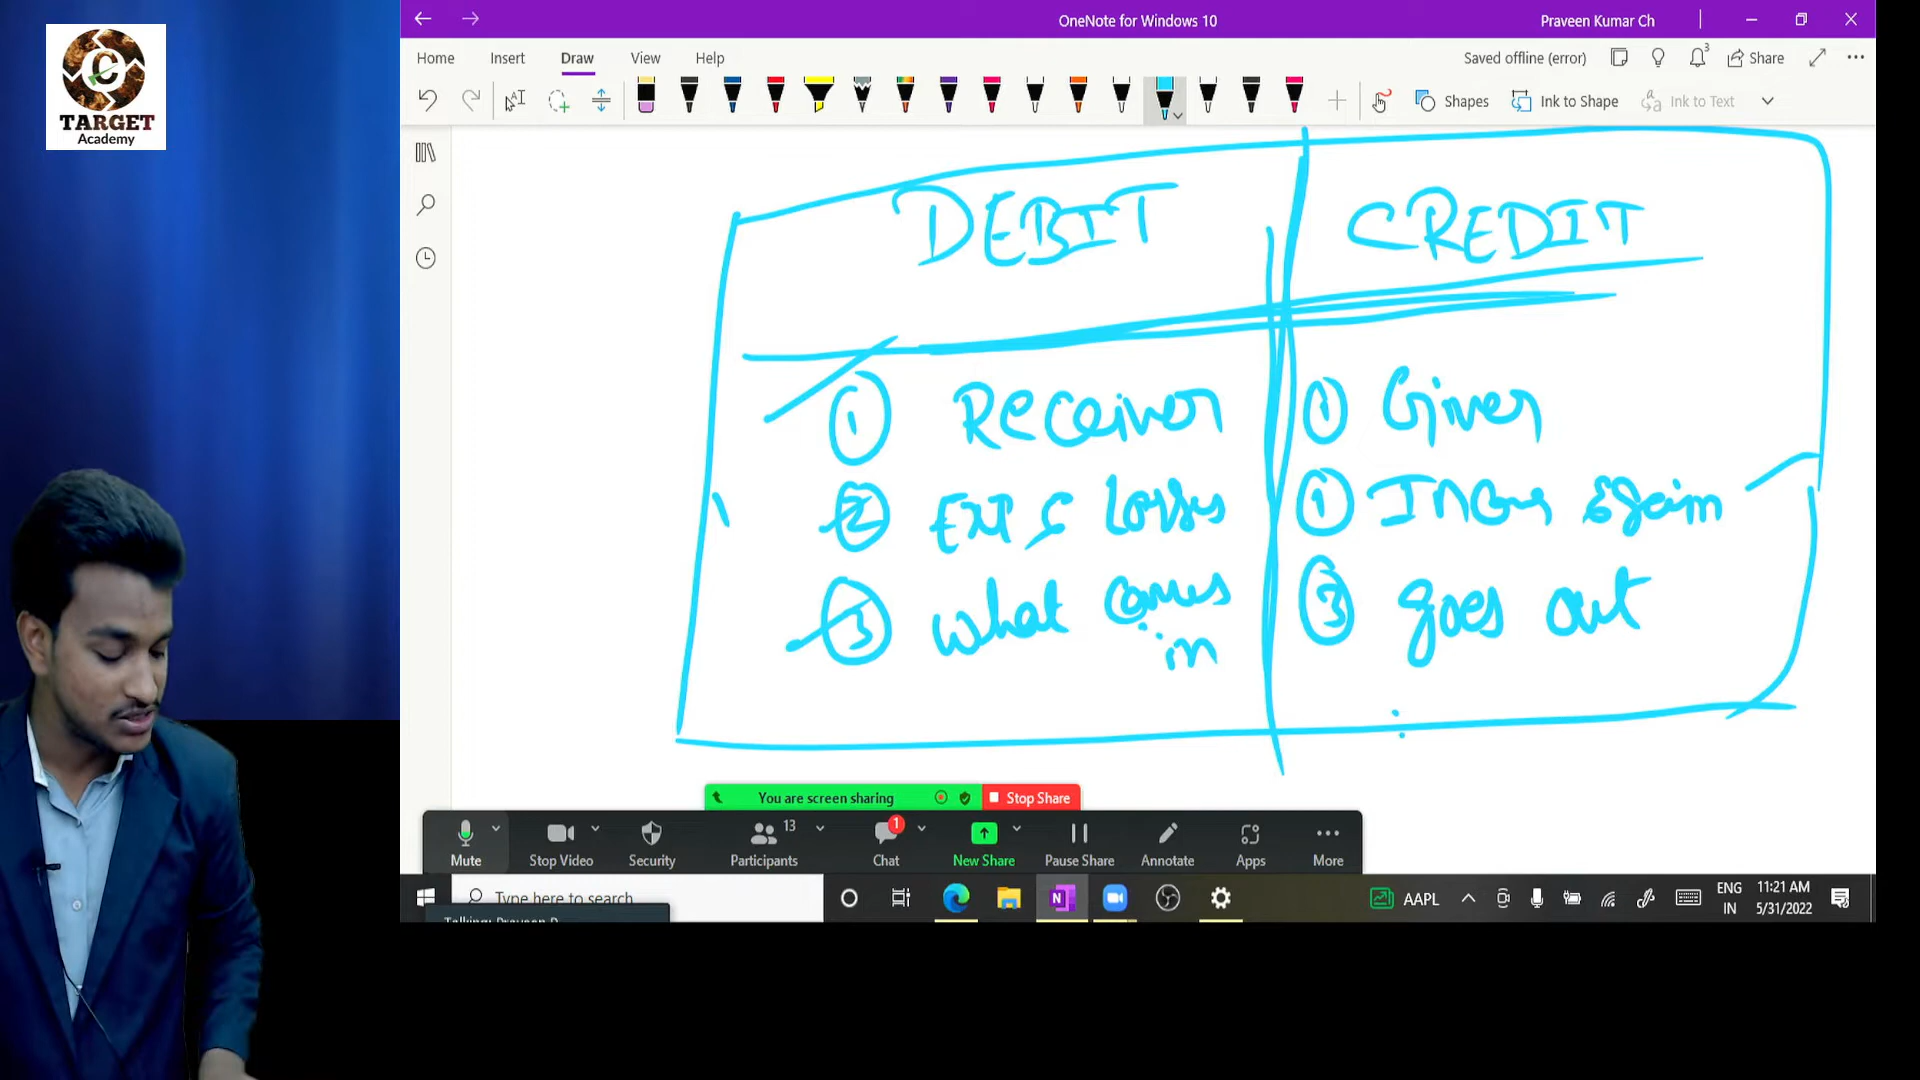 TARGET
Academy
OneNote for Windows 10
Praveen Kumar Ch
Home Insert Draw View Help
Saved offline (error)
3
Share
Shapes
Ink to Shape
Ink to Text
DEBIT
CREDIT
1 Receiver
1 Giver
2 EXP & Losses
1 & gain
3 What comes in
3 goes out
You are screen sharing
Stop Share
Mute
Stop Video
Security
13
Participants
1
Chat
New Share
Pause Share
Annotate
Apps
More
Type here to search
AAPL
ENG
IN
11:21 AM
5/31/2022